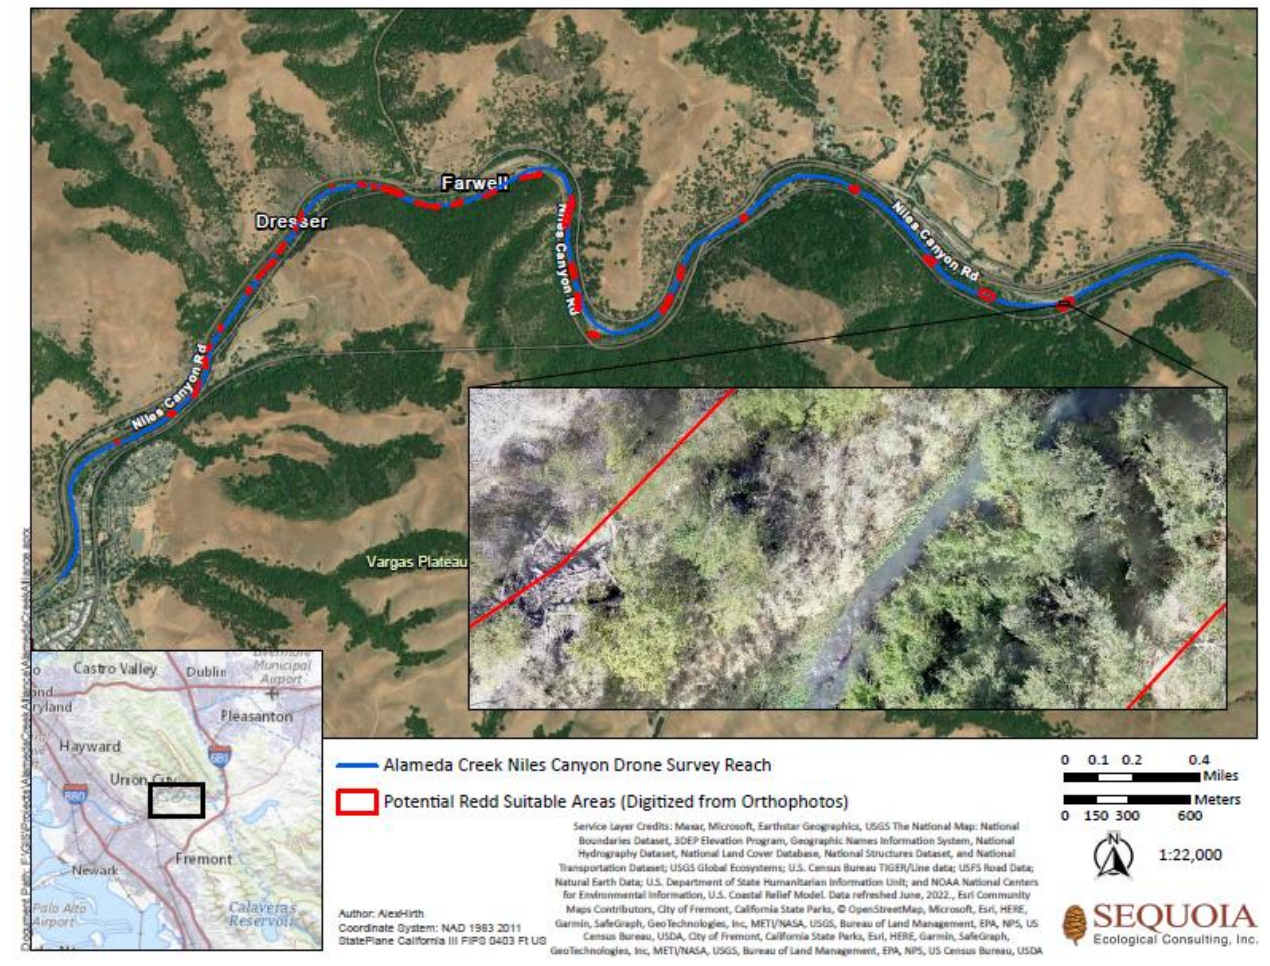 Farwell
Dresser
Niles Canyon Rd
Niles Canyon Rd
Niles Canyon Rd
Vargas Plateau
Castro Valley
Dublin
Livermore
Municipal
Airport
Pleasanton
Hayward
Union City
680
880
Fremont
Newark
Palo Alto
Airport
Calaveras
Reservoir
Alameda Creek Niles Canyon Drone Survey Reach
Potential Redd Suitable Areas (Digitized from Orthophotos)
0 0.1 0.2 0.4
Miles
Meters
0 150 300 600
N
1:22,000
Service Layer Credits: Maxar, Microsoft, Earthstar Geographics, USGS The National Map: National
Boundaries Dataset, 3DEP Elevation Program, Geographic Names Information System, National
Hydrography Dataset, National Land Cover Database, National Structures Dataset, and National
Transportation Dataset; USGS Global Ecosystems; U.S. Census Bureau TIGER/Line data; USFS Road Data;
Natural Earth Data; U.S. Department of State Humanitarian Information Unit; and NOAA National Centers
for Environmental Information, U.S. Coastal Relief Model. Data refreshed June, 2022., Esri Community
Maps Contributors, City of Fremont, California State Parks, © OpenStreetMap, Microsoft, Esri, HERE,
Garmin, SafeGraph, GeoTechnologies, Inc, METI/NASA, USGS, Bureau of Land Management, EPA, NPS, US
Census Bureau, USDA, City of Fremont, California State Parks, Esri, HERE, Garmin, SafeGraph,
GeoTechnologies, Inc, METI/NASA, USGS, Bureau of Land Management, EPA, NPS, US Census Bureau, USDA
Author: AlexHirth
Coordinate System: NAD 1983 2011
StatePlane California III FIPS 0403 Ft US
SEQUOIA
Ecological Consulting, Inc.